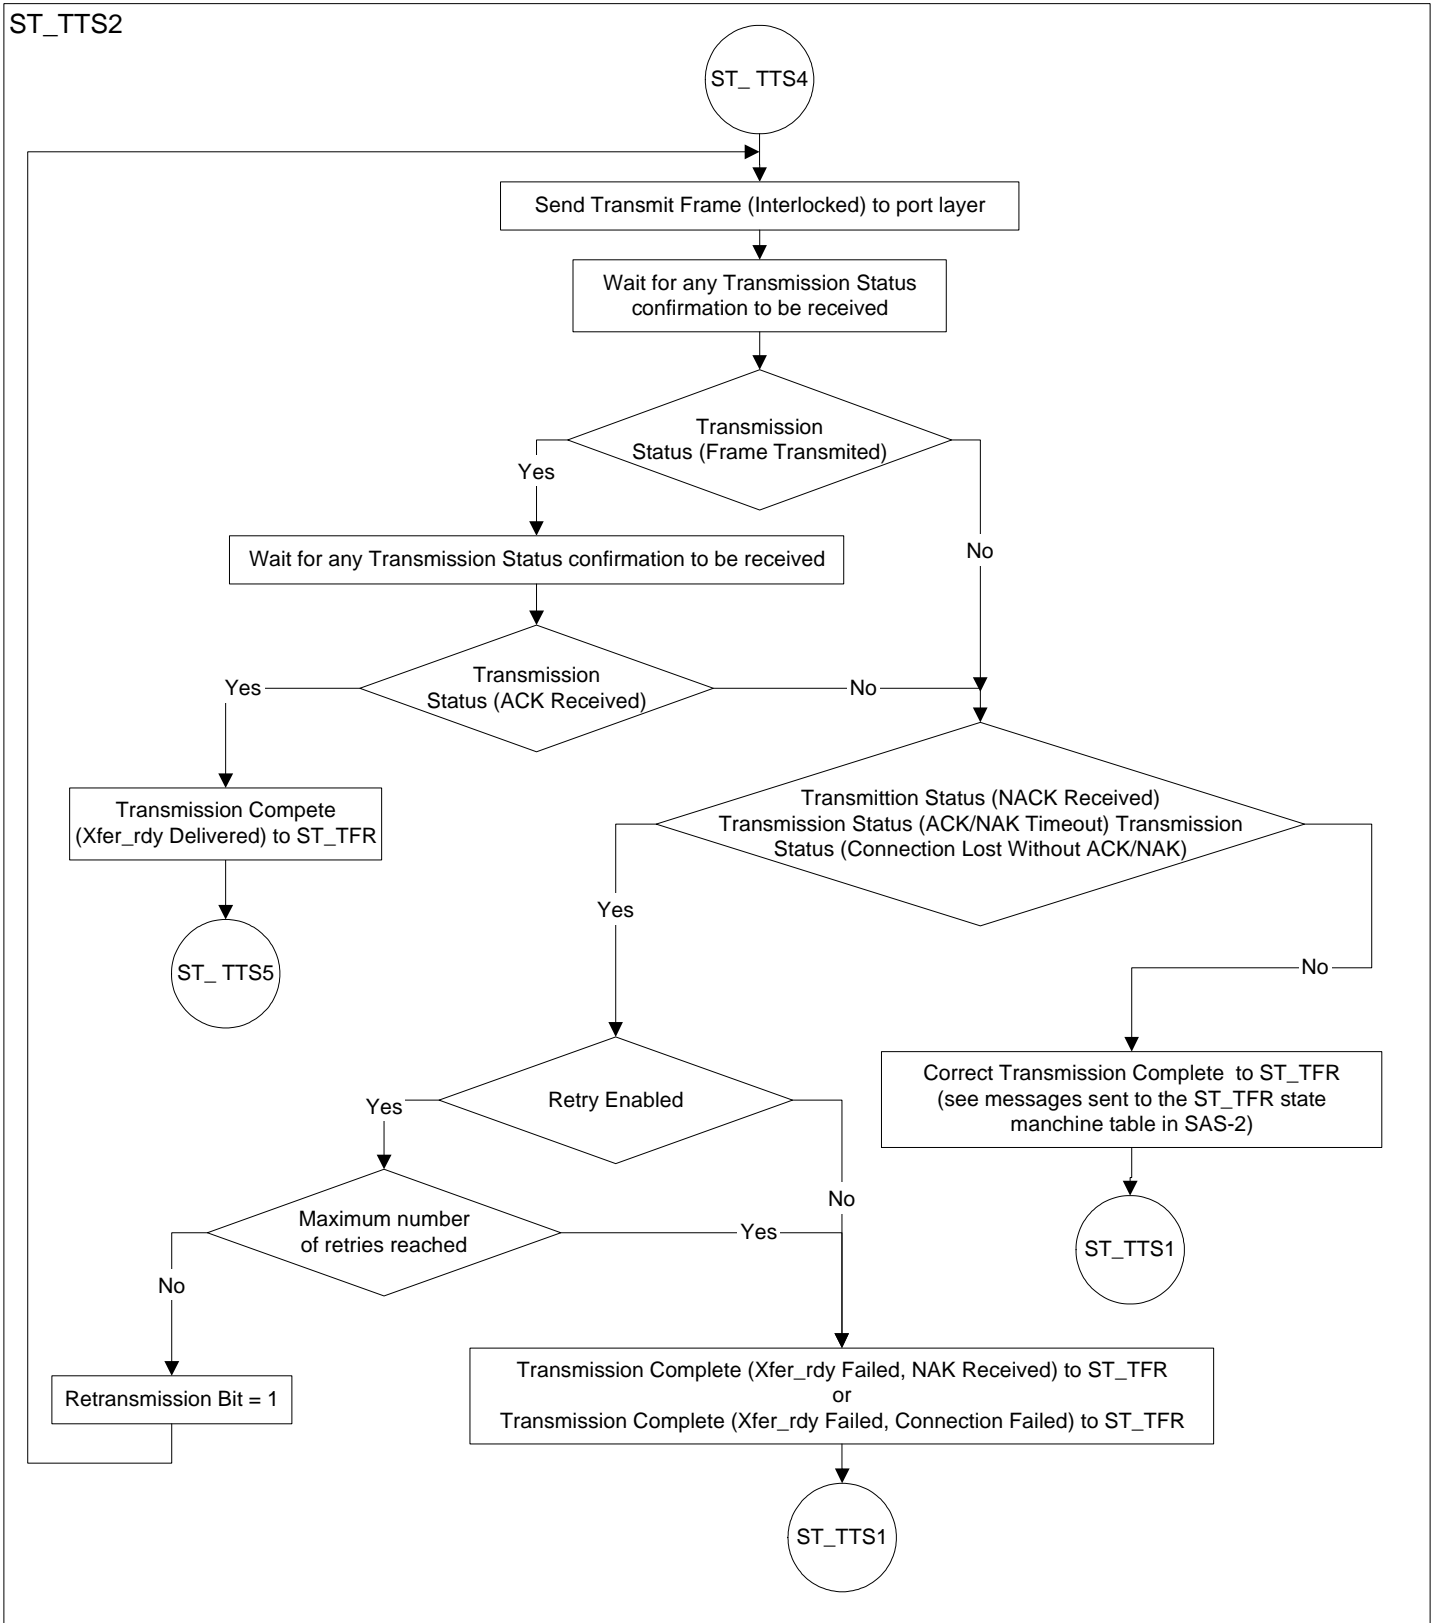 ST_TTS2
ST_ TTS4
Send Transmit Frame (Interlocked) to port layer
Wait for any Transmission Status
confirmation to be received
Transmission
Status (Frame Transmited)
Yes
No
Wait for any Transmission Status confirmation to be received
Transmission
Status (ACK Received)
Yes
No
Transmission Compete
(Xfer_rdy Delivered) to ST_TFR
ST_ TTS5
Transmittion Status (NACK Received)
Transmission Status (ACK/NAK Timeout) Transmission
Status (Connection Lost Without ACK/NAK)
Yes
No
Correct Transmission Complete to ST_TFR
(see messages sent to the ST_TFR state
manchine table in SAS-2)
ST_TTS1
Retry Enabled
Yes
No
Maximum number
of retries reached
Yes
No
Retransmission Bit = 1
Transmission Complete (Xfer_rdy Failed, NAK Received) to ST_TFR
or
Transmission Complete (Xfer_rdy Failed, Connection Failed) to ST_TFR
ST_TTS1